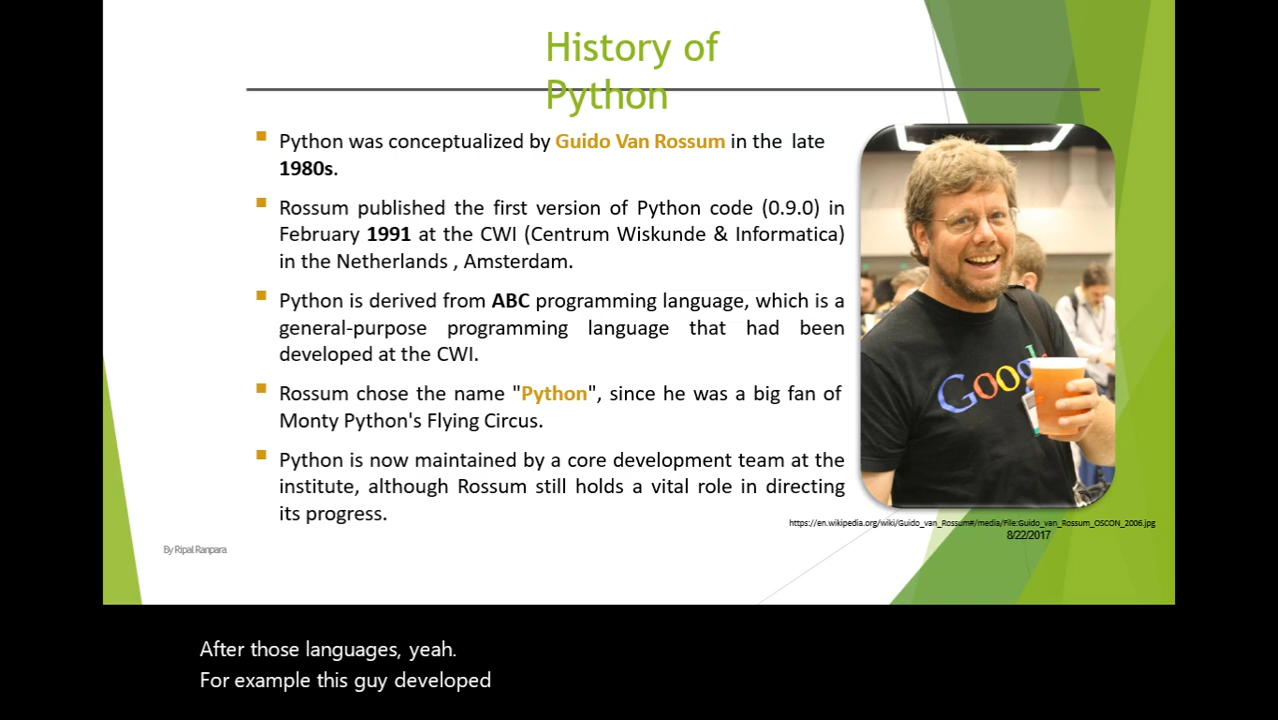 History of
Python
Python was conceptualized by Guido Van Rossum in the late
1980s.
Rossum published the first version of Python code (0.9.0) in
February 1991 at the CWI (Centrum Wiskunde & Informatica)
in the Netherlands , Amsterdam.
Python is derived from ABC programming language, which is a
general-purpose programming language that had been
developed at the CWI.
Rossum chose the name "Python", since he was a big fan of
Monty Python's Flying Circus.
Python is now maintained by a core development team at the
institute, although Rossum still holds a vital role in directing
its progress.
Google
https://en.wikipedia.org/wiki/Guido_van_Rossum#/media/File:Guido_van_Rossum_OSCON_2006.jpg
8/22/2017
By Ripal Ranpara
After those languages, yeah.
For example this guy developed